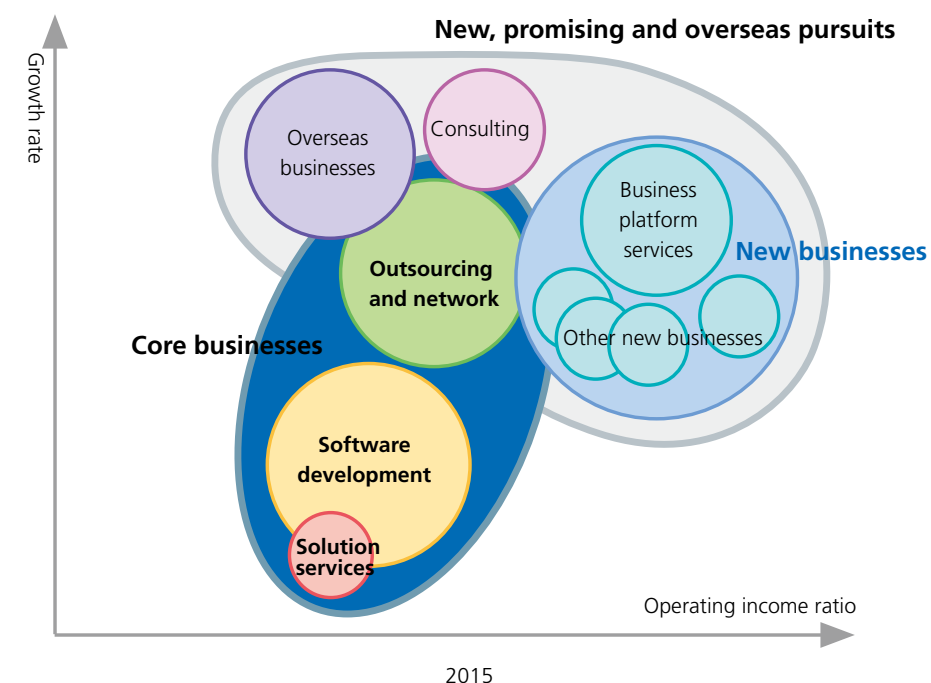 New, promising and overseas pursuits
Growth rate
Overseas
businesses
Consulting
Business
platform
services
New businesses
Outsourcing
and network
Other new businesses
Core businesses
Software
development
Solution
services
Operating income ratio
2015